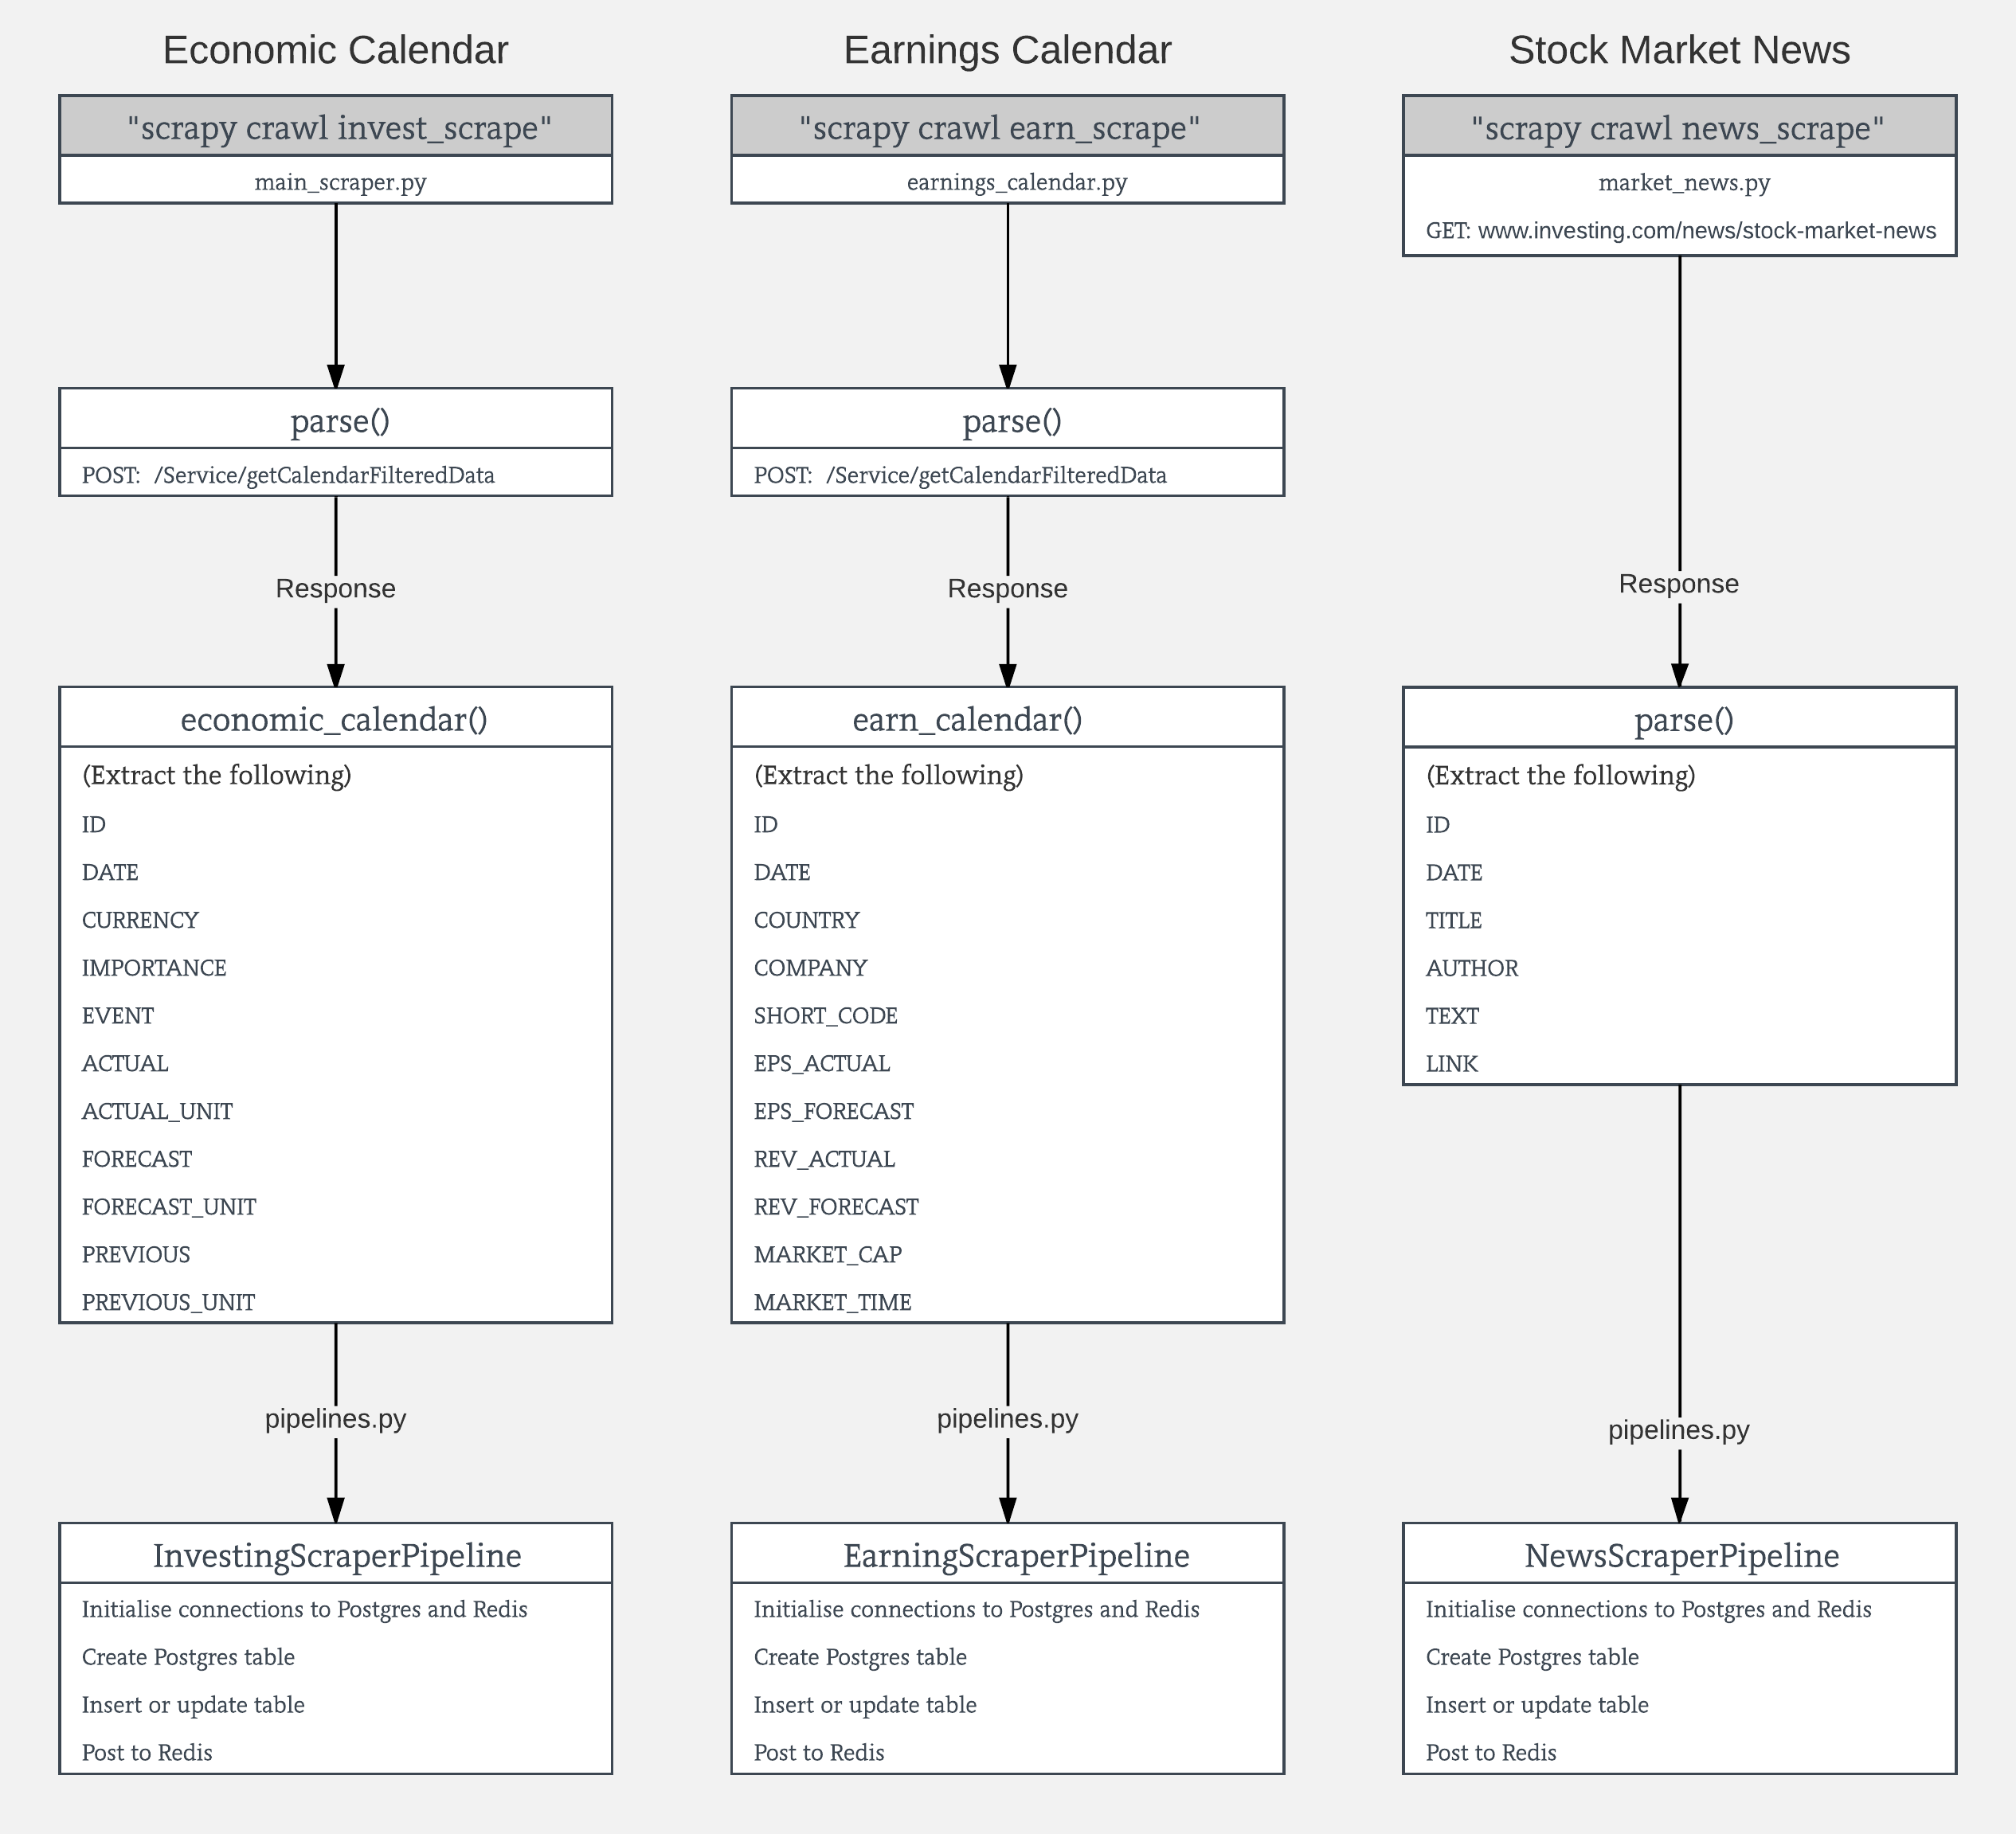 Economic Calendar
"scrapy crawl invest_scrape"
main_scraper.py
parse()
POST:  /Service/getCalendarFilteredData
Response
economic_calendar()
(Extract the following)
ID
DATE
CURRENCY
IMPORTANCE
EVENT
ACTUAL
ACTUAL_UNIT
FORECAST
FORECAST_UNIT
PREVIOUS
PREVIOUS_UNIT
pipelines.py
InvestingScraperPipeline
Initialise connections to Postgres and Redis
Create Postgres table
Insert or update table
Post to Redis
Earnings Calendar
"scrapy crawl earn_scrape"
earnings_calendar.py
parse()
POST:  /Service/getCalendarFilteredData
Response
earn_calendar()
(Extract the following)
ID
DATE
COUNTRY
COMPANY
SHORT_CODE
EPS_ACTUAL
EPS_FORECAST
REV_ACTUAL
REV_FORECAST
MARKET_CAP
MARKET_TIME
pipelines.py
EarningScraperPipeline
Initialise connections to Postgres and Redis
Create Postgres table
Insert or update table
Post to Redis
Stock Market News
"scrapy crawl news_scrape"
market_news.py
GET: www.investing.com/news/stock-market-news
Response
parse()
(Extract the following)
ID
DATE
TITLE
AUTHOR
TEXT
LINK
pipelines.py
NewsScraperPipeline
Initialise connections to Postgres and Redis
Create Postgres table
Insert or update table
Post to Redis